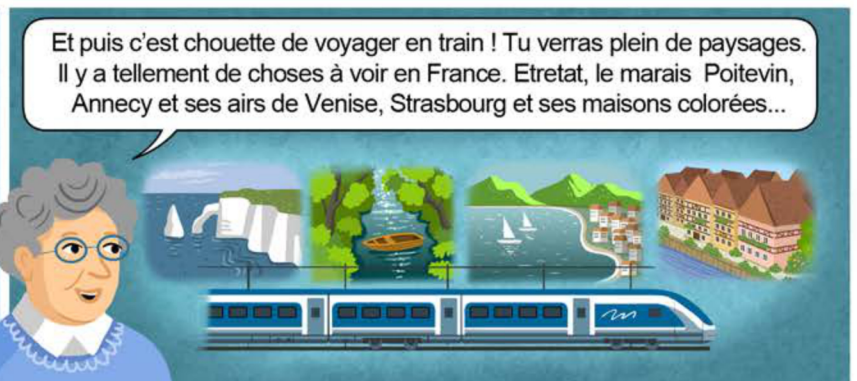 Et puis c'est chouette de voyager en train ! Tu verras plein de paysages.
Il y a tellement de choses à voir en France. Etretat, le marais Poitevin,
Annecy et ses airs de Venise, Strasbourg et ses maisons colorées...